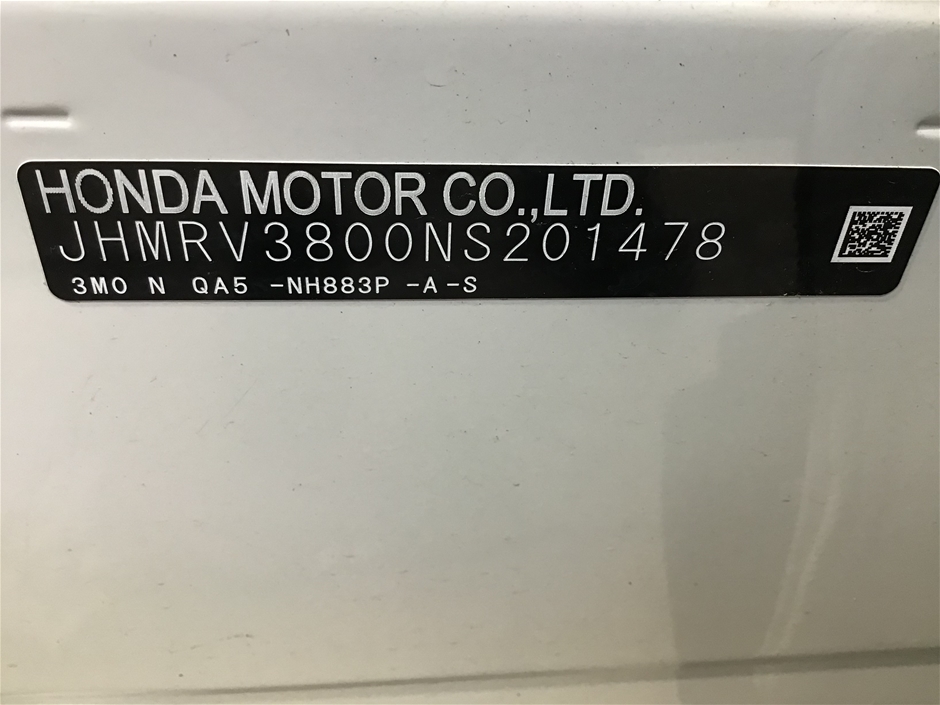 HONDA MOTOR CO.,LTD.
JHMRV3800NS201478
3M0 N QA5 -NH883P -A-S